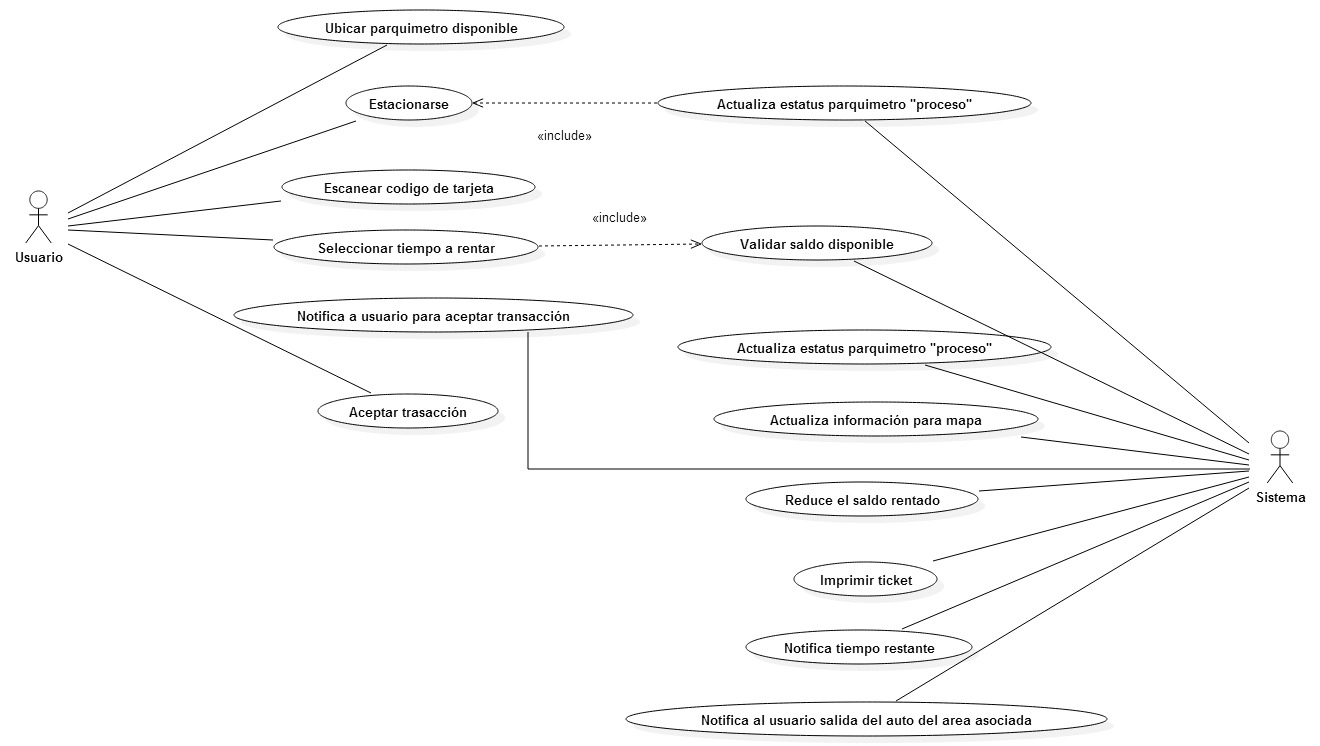 Ubicar parquimetro disponible
Estacionarse
Actualiza estatus parquimetro "proceso"
«include»
Escanear codigo de tarjeta
«include»
Seleccionar tiempo a rentar
Validar saldo disponible
Usuario
Notifica a usuario para aceptar transacción
Actualiza estatus parquimetro "proceso"
Aceptar trasacción
Actualiza información para mapa
Reduce el saldo rentado
Sistema
Imprimir ticket
Notifica tiempo restante
Notifica al usuario salida del auto del area asociada